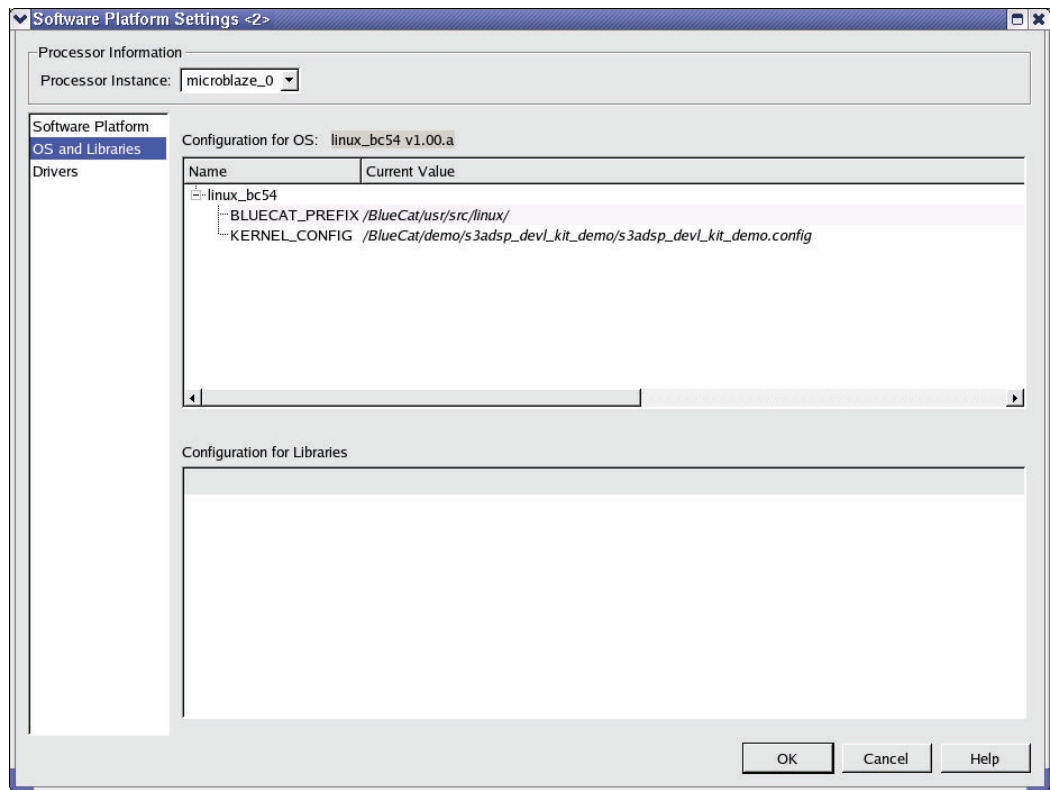 Software Platform Settings <2>
Processor Information
Processor Instance: microblaze_0
Software Platform
OS and Libraries
Drivers
Configuration for OS: linux_bc54 v1.00.a
Name Current Value
linux_bc54
BLUECAT_PREFIX /BlueCat/usr/src/linux/
KERNEL_CONFIG /BlueCat/demo/s3adsp_devl_kit_demo/s3adsp_devl_kit_demo.config
Configuration for Libraries
OK Cancel Help